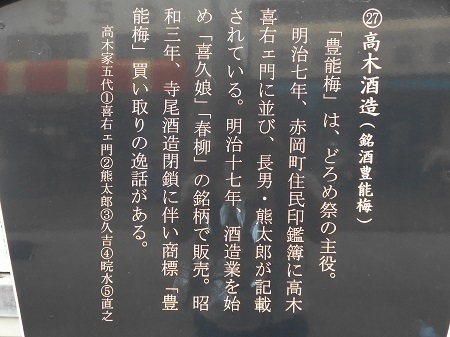 ㉗高木酒造（銘酒豊能梅）
「豊能梅」は、どろめ祭の主役。
明治七年、赤岡町住民印鑑簿に高木
喜右ェ門に並び、長男・熊太郎が記載
されている。明治十七年、酒造業を始
め「喜久娘」「春柳」の銘柄で販売。昭
和三年、寺尾酒造閉鎖に伴い商標「豊
能梅」買い取りの逸話がある。
高木家五代①喜右ェ門②熊太郎③久吉④晥水⑤直之